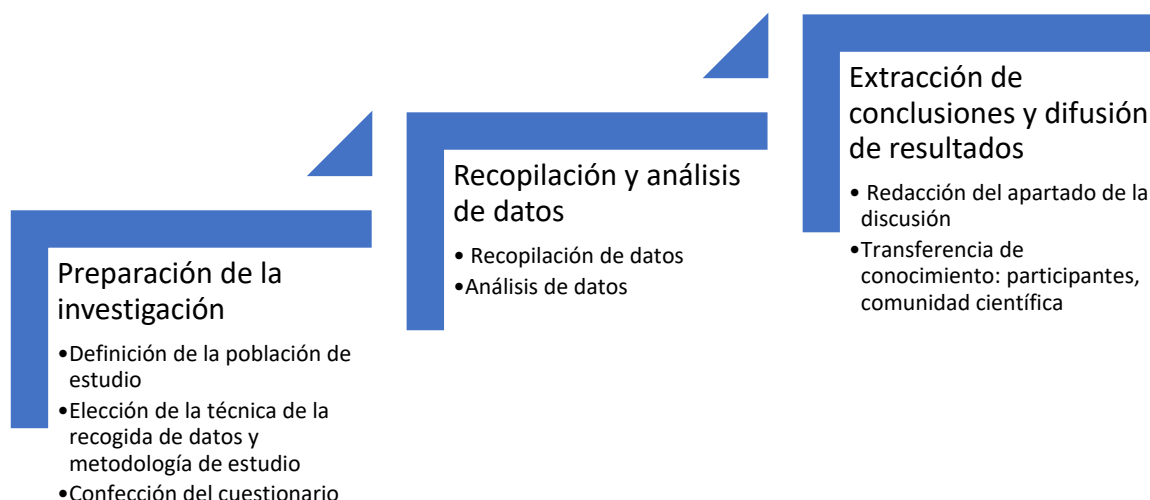 Preparación de la
investigación
•Definición de la población de
estudio
•Elección de la técnica de la
recogida de datos y
metodología de estudio
•Confección del cuestionario
Recopilación y análisis
de datos
• Recopilación de datos
•Análisis de datos
Extracción de
conclusiones y difusión
de resultados
• Redacción del apartado de la
discusión
•Transferencia de
conocimiento: participantes,
comunidad científica